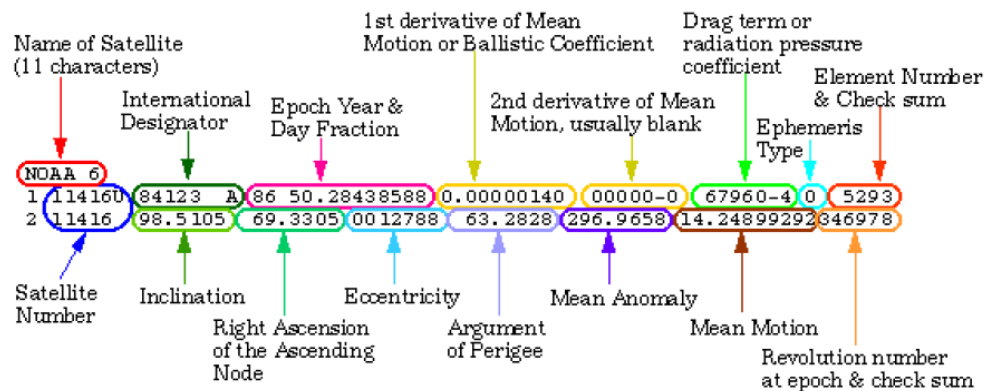 Name of Satellite
(11 characters)
International
Designator
Epoch Year &
Day Fraction
1st derivative of Mean
Motion or Ballistic Coefficient
2nd derivative of Mean
Motion, usually blank
Drag term or
radiation pressure
coefficient
Ephemeris
Type
Element Number
& Check sum
NOAA 6
1 11416U 84123 A 86 50.28438588 0.00000140 00000-0 67960-4 0 5293
2 11416 98.5105 69.3305 0012788 63.2828 296.9658 14.24899292 346978
Satellite
Number
Inclination
Right Ascension
of the Ascending
Node
Eccentricity
Argument
of Perigee
Mean Anomaly
Mean Motion
Revolution number
at epoch & check sum